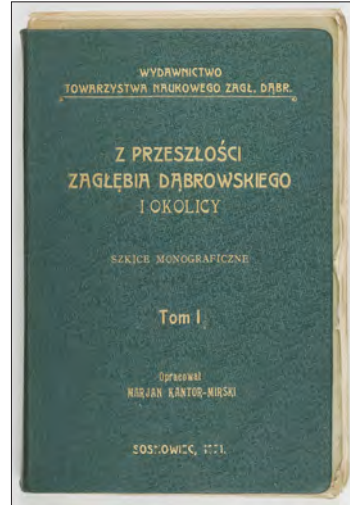 WYDAWNICTWO
TOWARZYSTWA NAUKOWEGO ZAGŁ. DĄBR.
Z PRZESZŁOŚCI
ZAGŁĘBIA DĄBROWSKIEGO
I OKOLICY
SZKICE MONOGRAFICZNE
Tom I.
Opracował
MARJAN KANTOR-MIRSKI
SOSNOWIEC,